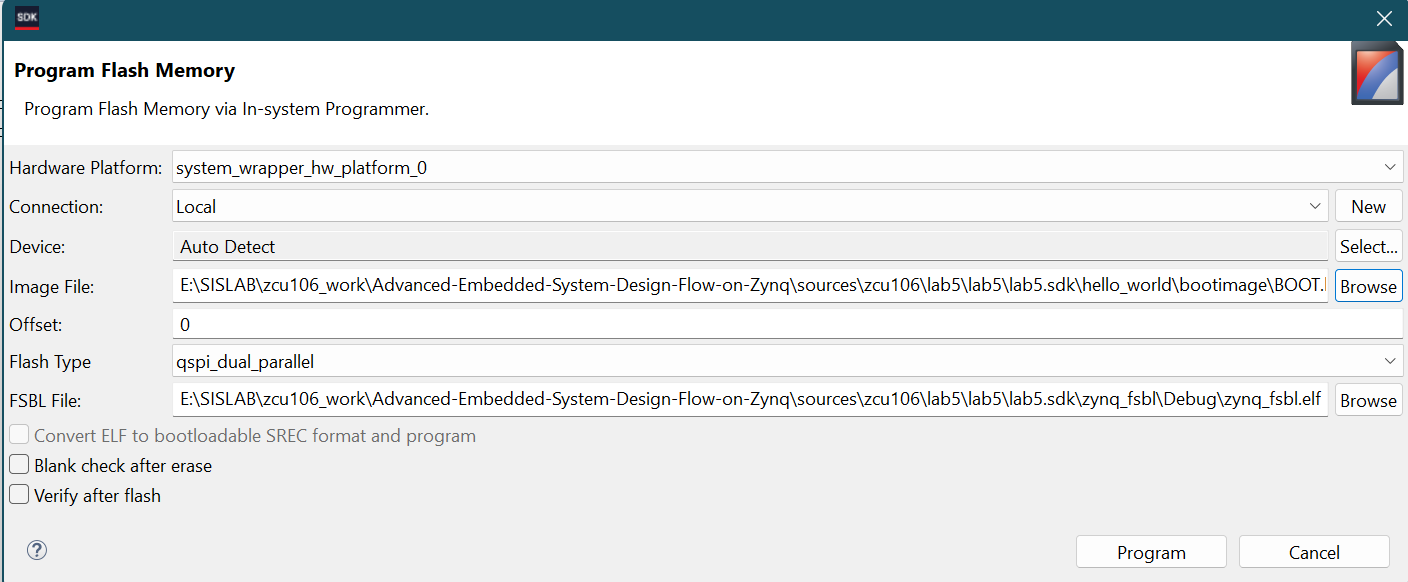 SDK
Program Flash Memory
Program Flash Memory via In-system Programmer.
Hardware Platform: system_wrapper_hw_platform_0
Connection: Local New
Device: Auto Detect Select...
Image File: E:\SISLAB\zcu106_work\Advanced-Embedded-System-Design-Flow-on-Zynq\sources\zcu106\lab5\lab5\lab5.sdk\hello_world\bootimage\BOOT. Browse
Offset: 0
Flash Type qspi_dual_parallel
FSBL File: E:\SISLAB\zcu106_work\Advanced-Embedded-System-Design-Flow-on-Zynq\sources\zcu106\lab5\lab5\lab5.sdk\zynq_fsbl\Debug\zynq_fsbl.elf Browse
Convert ELF to bootloadable SREC format and program
Blank check after erase
Verify after flash
? Program Cancel